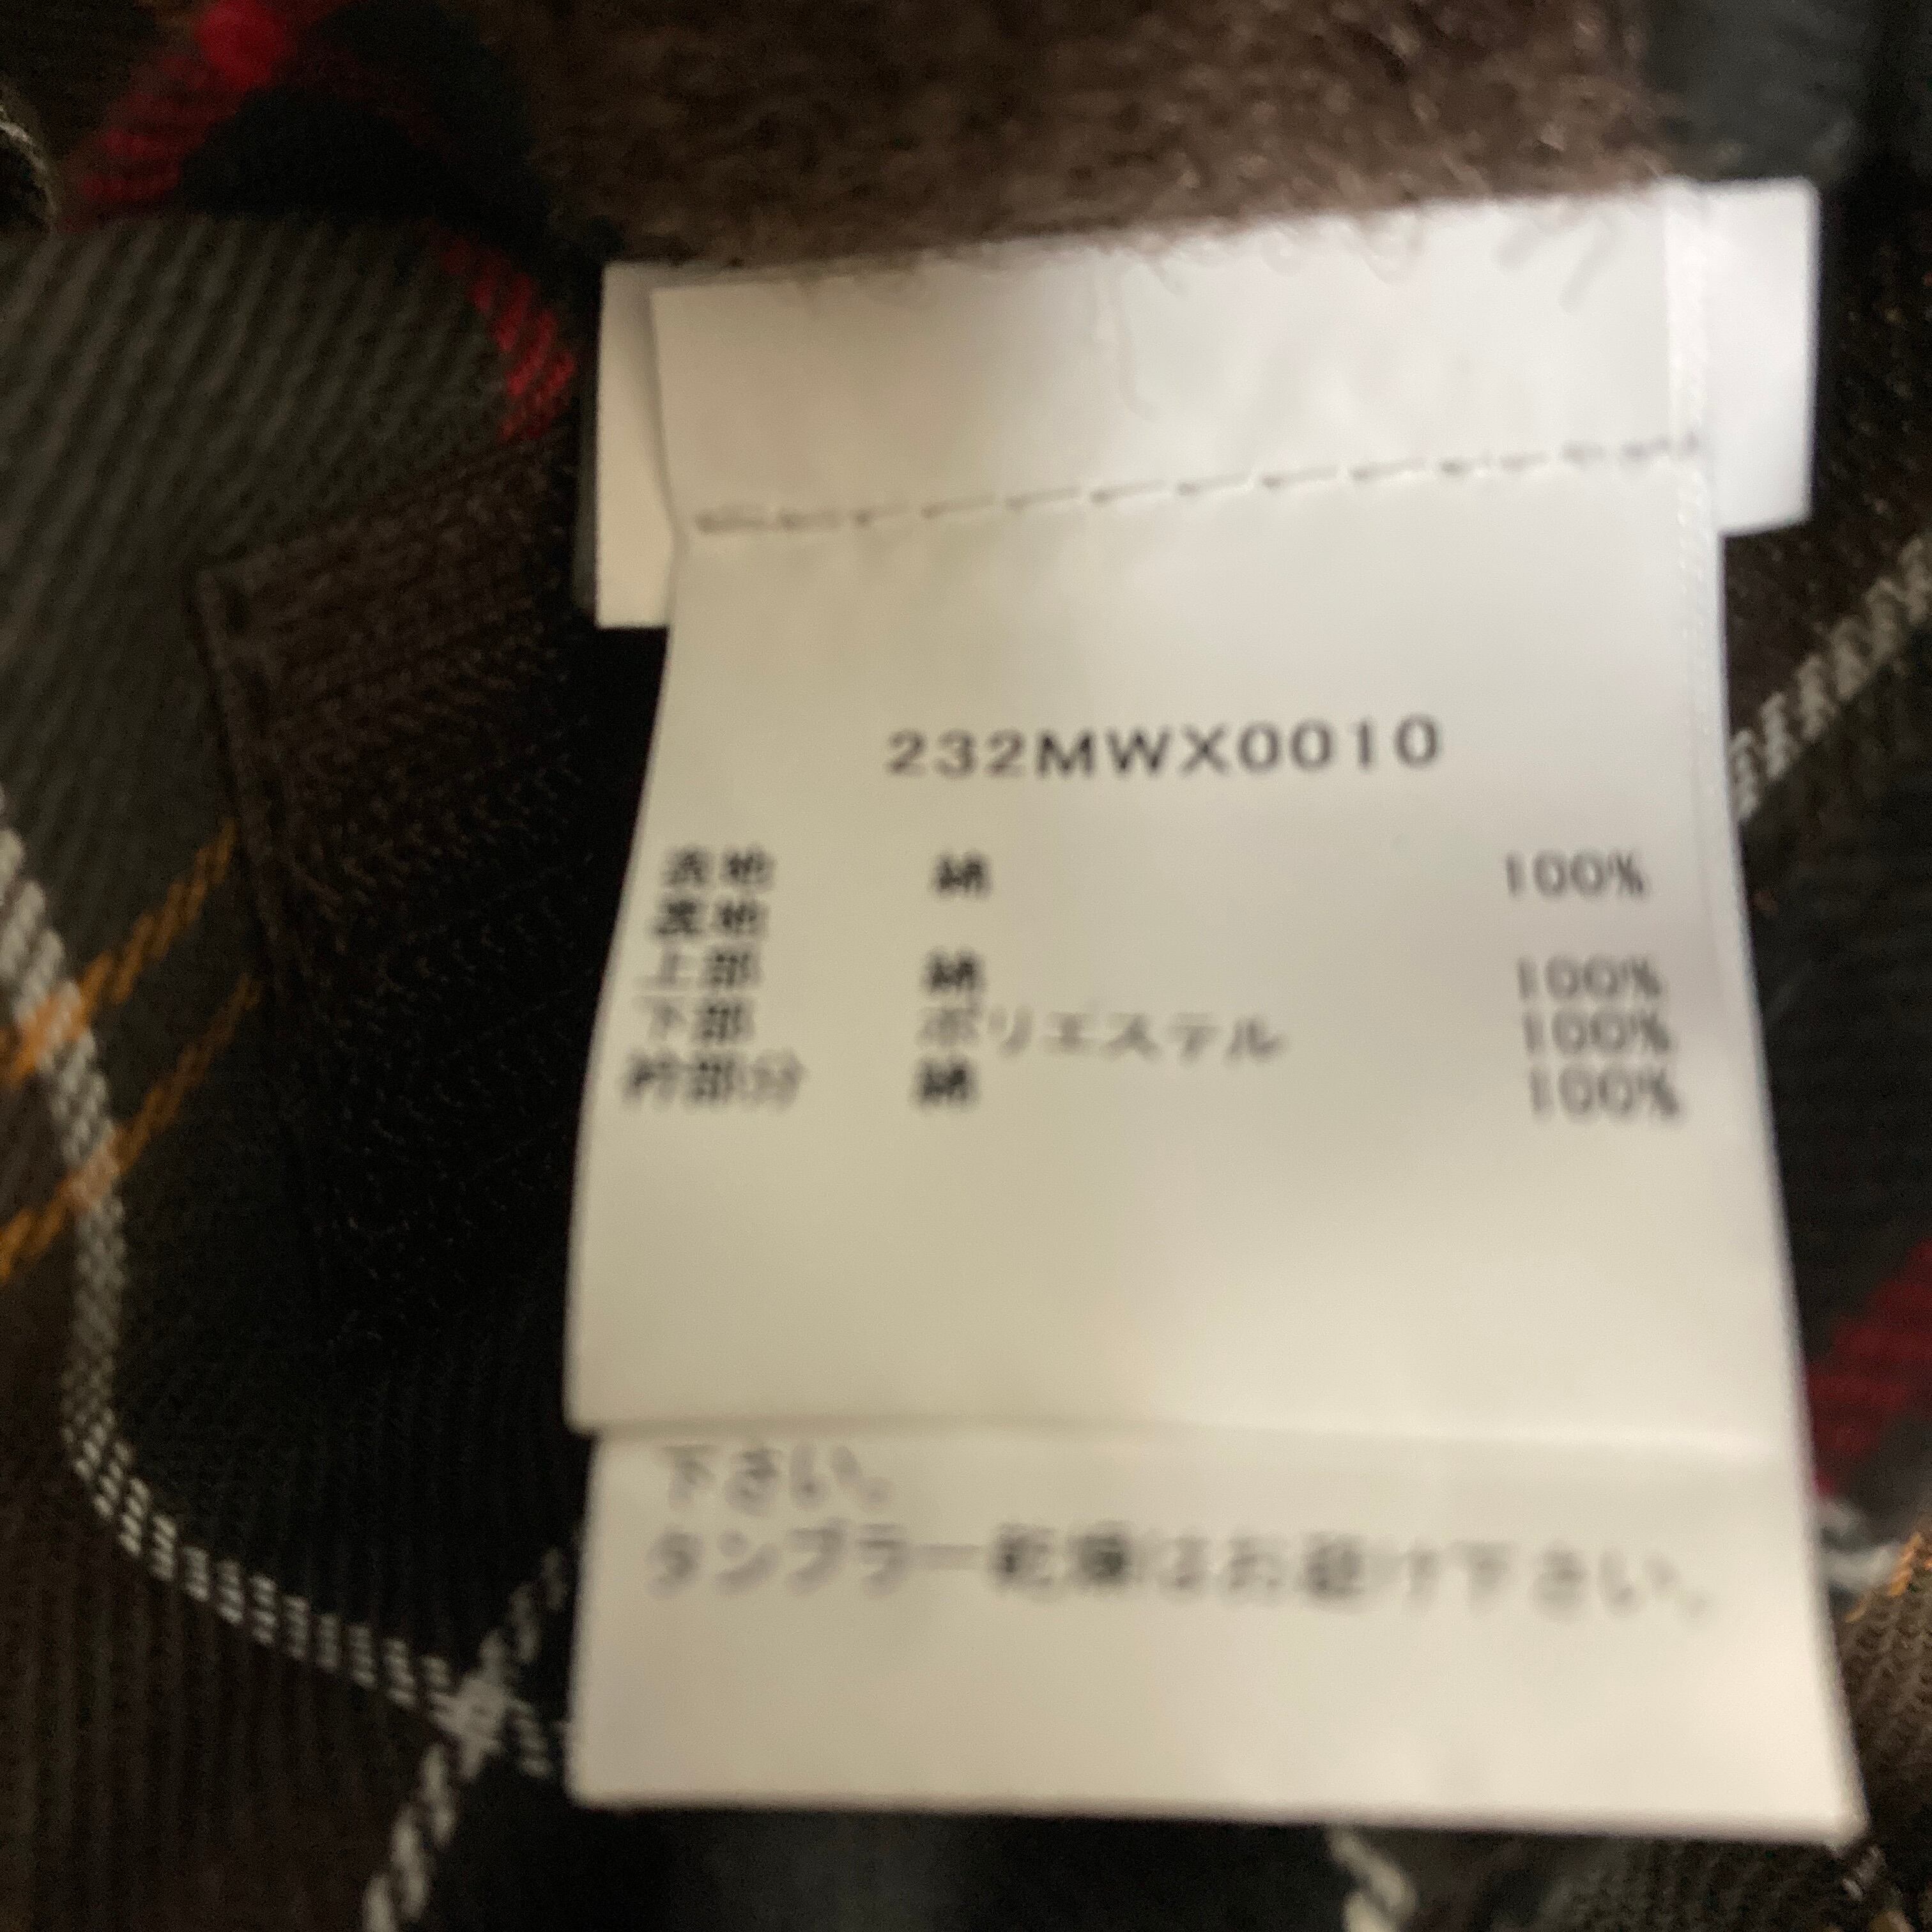 232MWX0010
表地 綿 100%
裏地
上部 綿 100%
下部 ポリエステル 100%
衿部分 綿 100%
下さい。
タンブラー乾燥はお避け下さい。